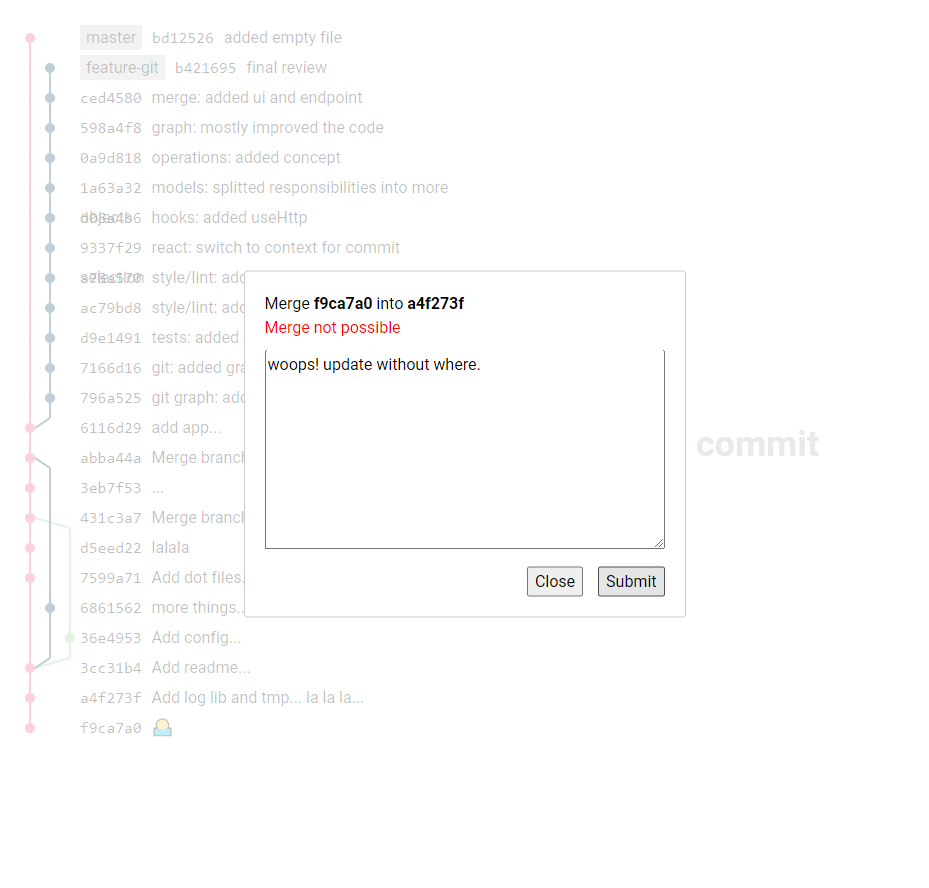 master bd12526 added empty file
feature-git b421695 final review
ced4580 merge: added ui and endpoint
598a4f8 graph: mostly improved the code
0a9d818 operations: added concept
1a63a32 models: splitted responsibilities into more
hooks: added useHttp
9337f29 react: switch to context for commit
style/lint: add
ac79bd8 style/lint: add
d9e1491 tests: added
7166d16 git: added gra
796a525 git graph: add
6116d29 add app...
abba44a Merge branch
3eb7f53 ...
431c3a7 Merge branch
d5eed22 lalala
7599a71 Add dot files.
6861562 more things..
36e4953 Add config...
3cc31b4 Add readme...
a4f273f Add log lib and tmp... la la la...
f9ca7a0
Merge f9ca7a0 into a4f273f
Merge not possible
woops! update without where.
Close Submit
commit